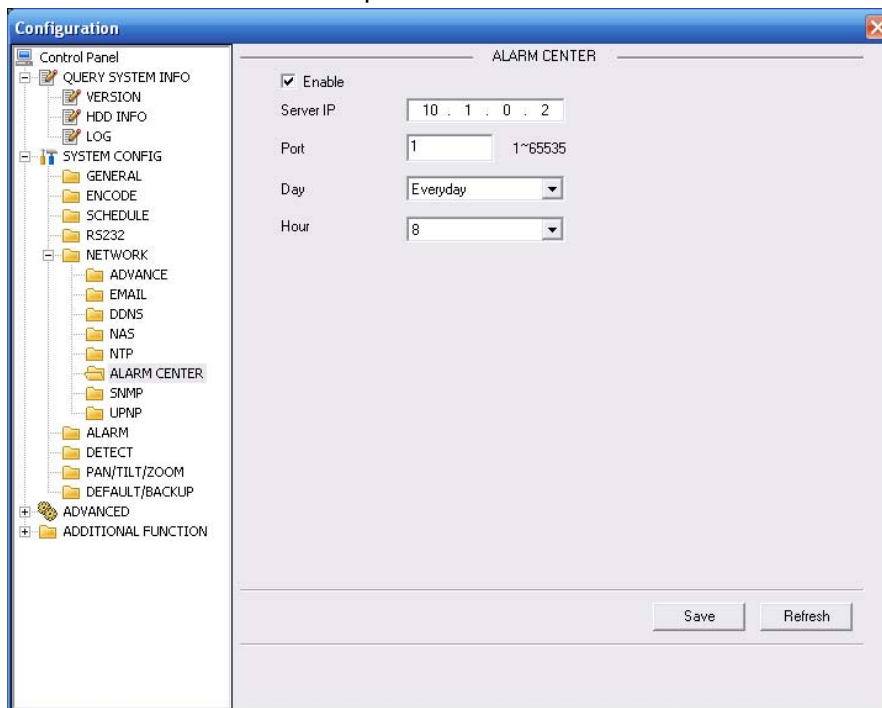 Configuration
Control Panel
QUERY SYSTEM INFO
VERSION
HDD INFO
LOG
SYSTEM CONFIG
GENERAL
ENCODE
SCHEDULE
RS232
NETWORK
ADVANCE
EMAIL
DDNS
NAS
NTP
ALARM CENTER
SNMP
UPNP
ALARM
DETECT
PAN/TILT/ZOOM
DEFAULT/BACKUP
ADVANCED
ADDITIONAL FUNCTION
ALARM CENTER
Enable
Server IP 10 . 1 . 0 . 2
Port 1 1~65535
Day Everyday
Hour 8
Save Refresh